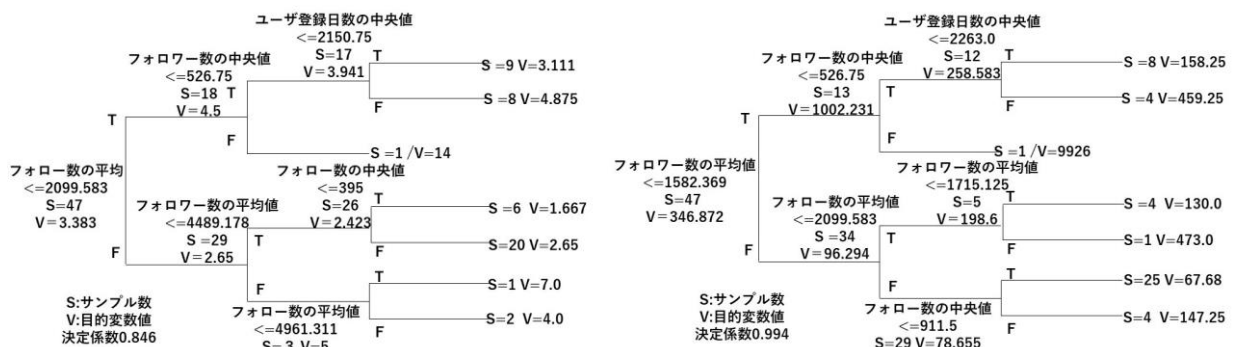 ユーザ登録日数の中央値
<=2150.75
S=17
V=3.941
T
S =9 V=3.111
F
S =8 V=4.875
フォロワー数の中央値
<=526.75
S=18
V=4.5
T
F
S =1 /V=14
T
フォロー数の平均
<=2099.583
S=47
V=3.383
F
フォロー数の中央値
<=395
S=26
V=2.423
T
S =6 V=1.667
F
S=20 V=2.65
フォロワー数の平均値
<=4489.178
S =29
V=2.65
T
F
フォロー数の平均値
<=4961.311
S= 3 V=5
T
S=1 V=7.0
F
S=2 V=4.0
S:サンプル数
V:目的変数値
決定係数0.846
ユーザ登録日数の中央値
<=2263.0
S=12
V=258.583
T
S =8 V=158.25
F
S =4 V=459.25
フォロワー数の中央値
<=526.75
S=13
V=1002.231
T
F
S =1 /V=9926
T
フォロワー数の平均値
<=1582.369
S=47
V=346.872
F
フォロワー数の平均値
<=1715.125
S=5
V=198.6
T
S =4 V=130.0
F
S=1 V=473.0
フォロー数の平均値
<=2099.583
S=34
V=96.294
T
F
フォロー数の中央値
<=911.5
S=29 V=78.655
T
S=25 V=67.68
F
S=4 V=147.25
S:サンプル数
V:目的変数値
決定係数0.994